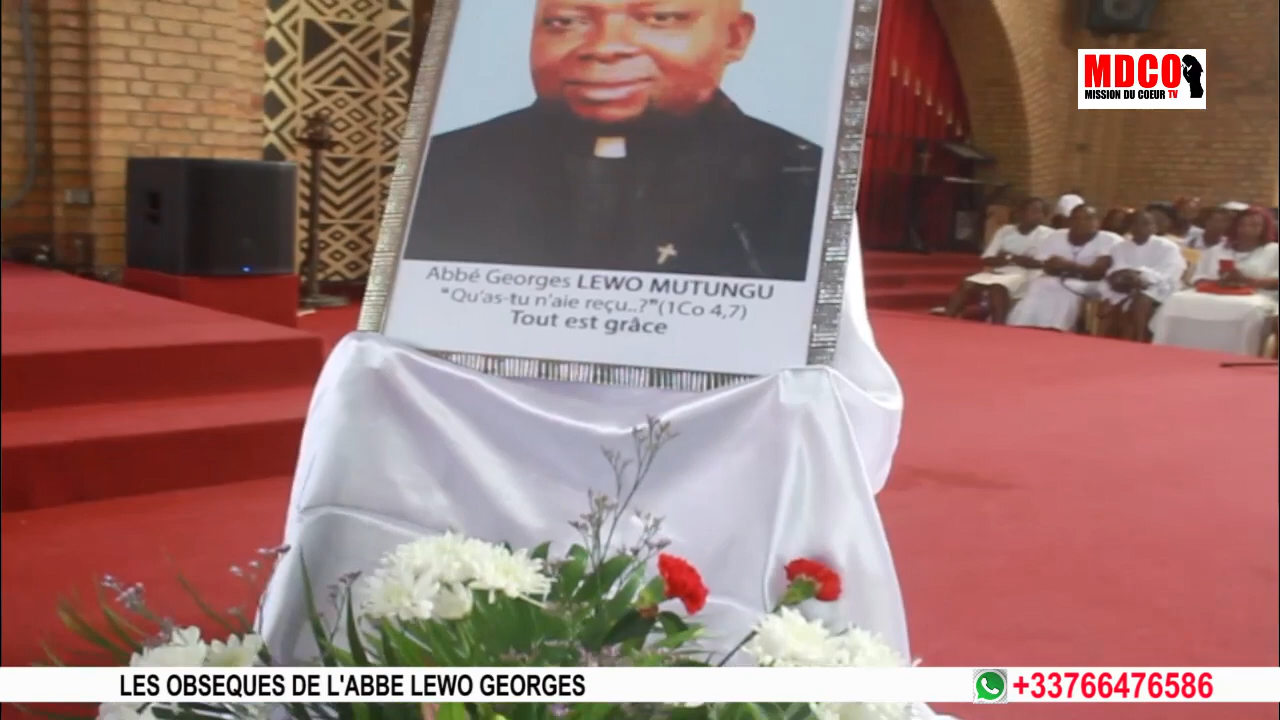 MDCO
MISSION DU COEUR TV
Abbé Georges LEWO MUTUNGU
"Qu'as-tu n'aie reçu..?"(1Co 4,7)
Tout est grâce
LES OBSEQUES DE L'ABBE LEWO GEORGES
+33766476586